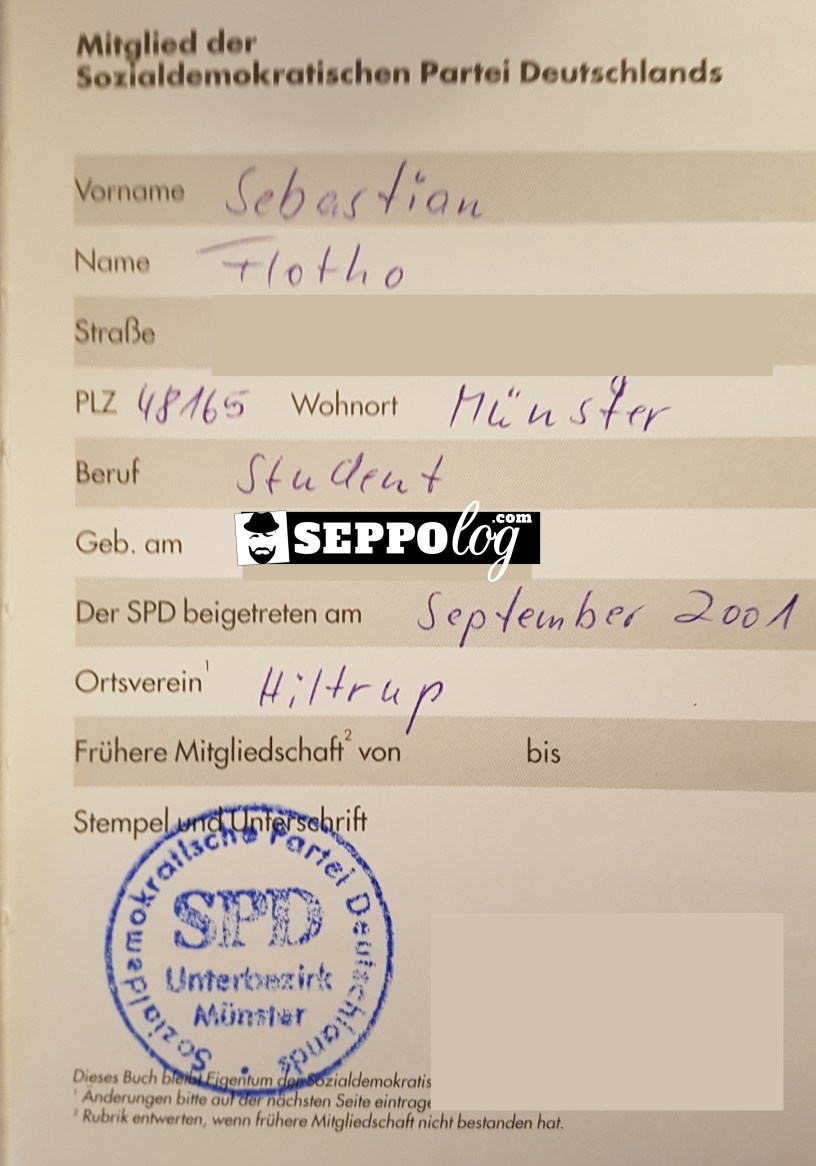 Mitglied der
Sozialdemokratischen Partei Deutschlands
Vorname Sebastian
Name Flotho
Straße
PLZ 48165 Wohnort Münster
Beruf Student
Geb. am SEPPOlog.com
Der SPD beigetreten am September 2001
Ortsverein¹ Hiltrup
Frühere Mitgliedschaft² von bis
Stempel und Unterschrift
Sozialdemokratische Partei Deutschlands
SPD
Unterbezirk
Münster
Dieses Buch bleibt Eigentum der Sozialdemokratis
¹ Änderungen bitte auf der nächsten Seite eintrage
² Rubrik entwerten, wenn frühere Mitgliedschaft nicht bestanden hat.